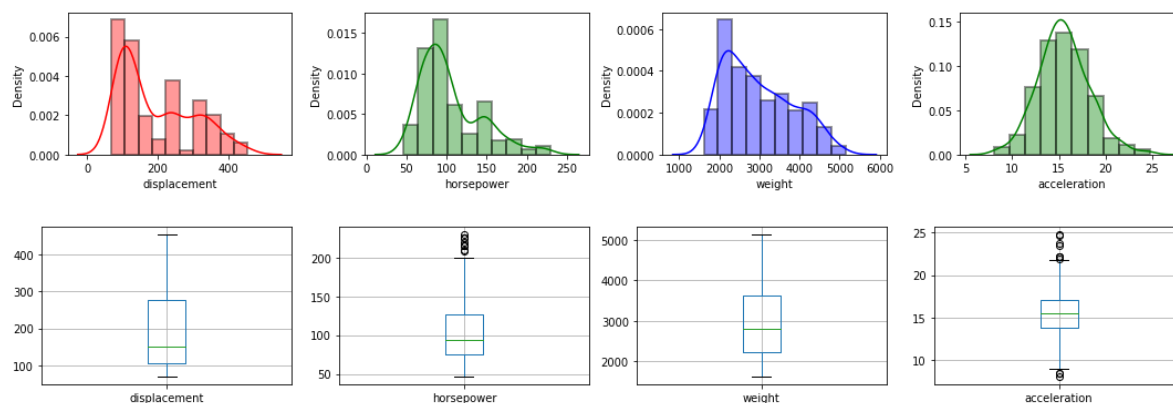 Density
0.006
0.004
0.002
0.000
0 200 400
displacement
Density
0.015
0.010
0.005
0.000
0 50 100 150 200 250
horsepower
Density
0.0006
0.0004
0.0002
0.0000
1000 2000 3000 4000 5000 6000
weight
Density
0.15
0.10
0.05
0.00
5 10 15 20 25
acceleration
400
300
200
100
displacement
200
150
100
50
horsepower
5000
4000
3000
2000
weight
25
20
15
10
acceleration